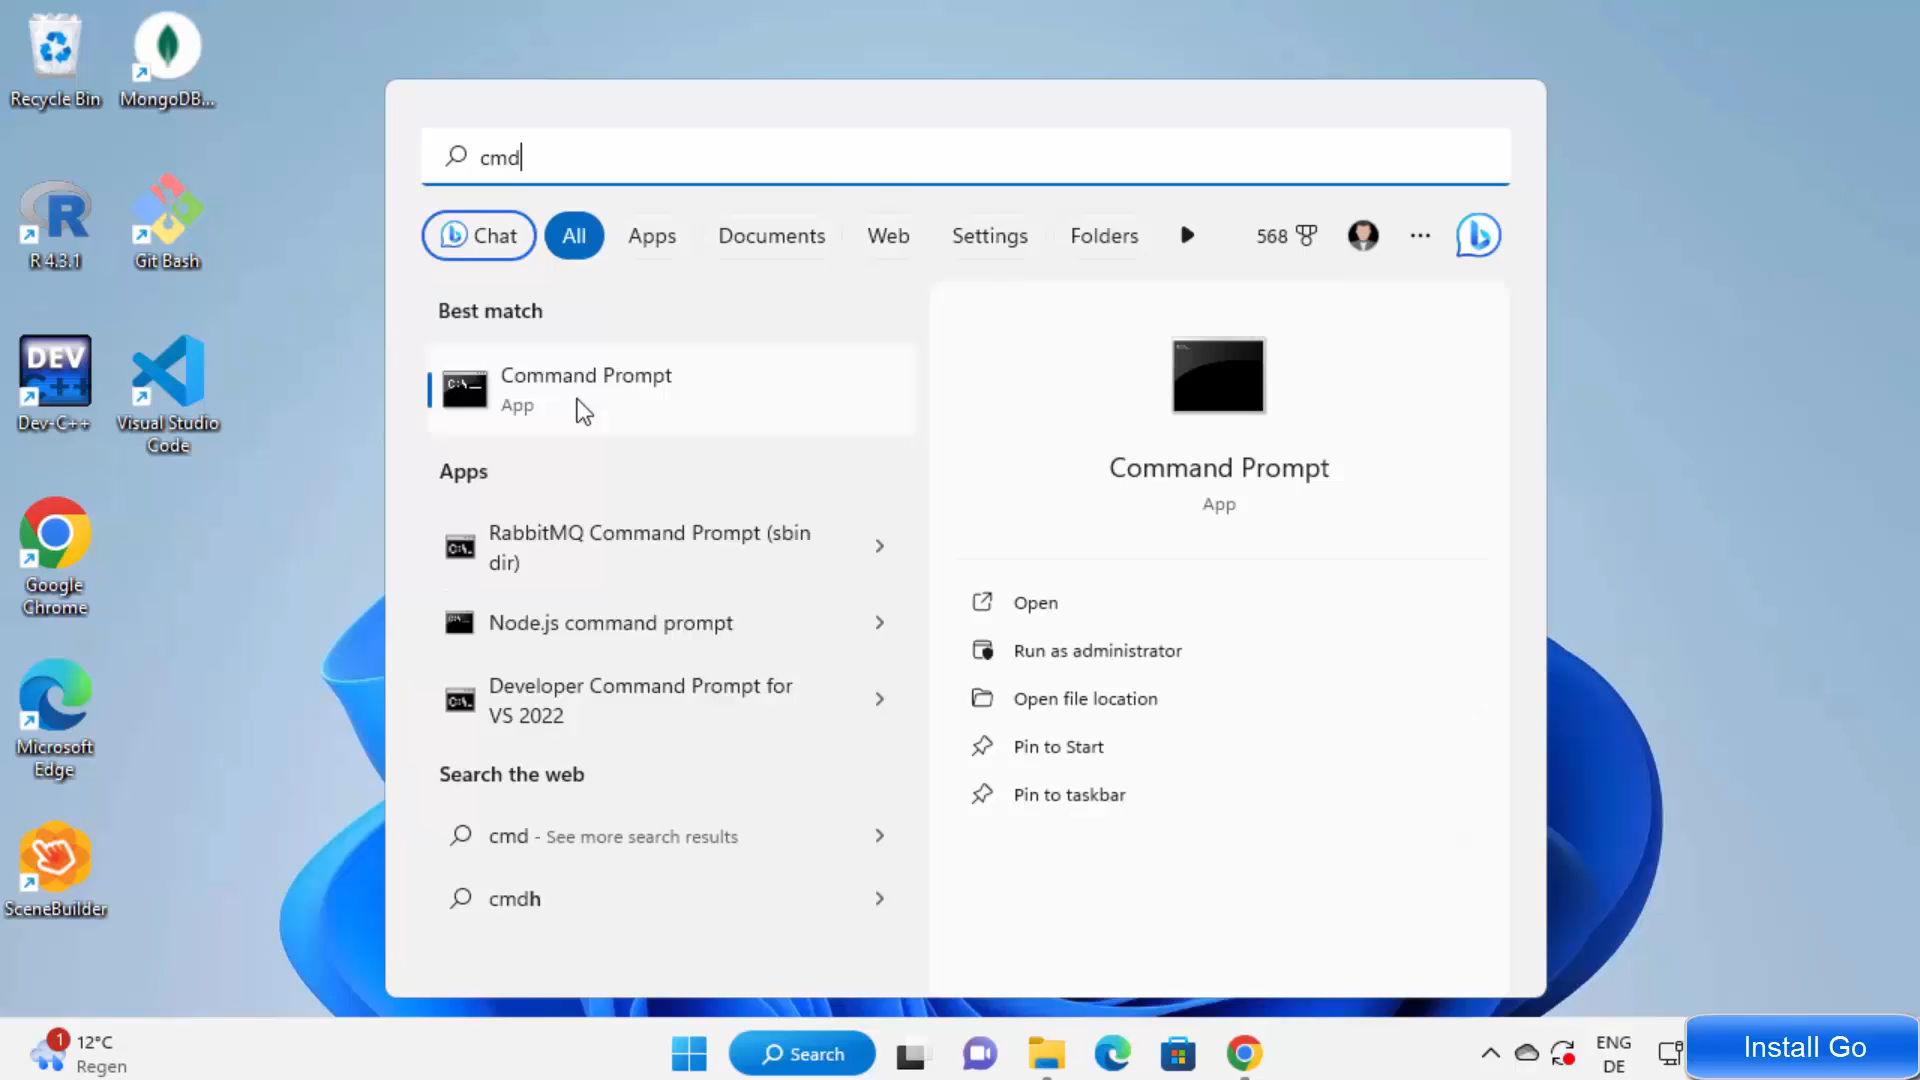 Recycle Bin
MongoDB...
R 4.3.1
Git Bash
DEV
C++
Dev-C++
Visual Studio
Code
Google
Chrome
Microsoft
Edge
SceneBuilder
cmd
Chat
All
Apps
Documents
Web
Settings
Folders
568
Best match
Command Prompt
App
Apps
RabbitMQ Command Prompt (sbin
dir)
Node.js command prompt
Developer Command Prompt for
VS 2022
Search the web
cmd - See more search results
cmdh
Command Prompt
App
Open
Run as administrator
Open file location
Pin to Start
Pin to taskbar
1
12°C
Regen
Search
ENG
DE
Install Go